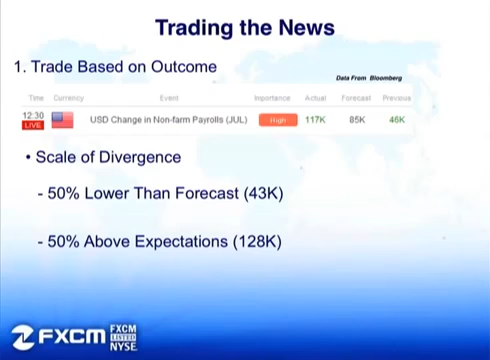 Trading the News
1. Trade Based on Outcome
Data From Bloomberg
Time Currency Event Importance Actual Forecast Previous
12:30 USD Change in Non-farm Payrolls (JUL) High 117K 85K 46K
LIVE
• Scale of Divergence
- 50% Lower Than Forecast (43K)
- 50% Above Expectations (128K)
FXCM
FXCM
LISTED
NYSE